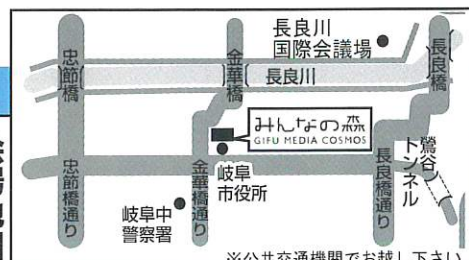 長良川
国際会議場
忠節橋
金華橋
長良橋
長良川
みんなの森
GIFU MEDIA COSMOS
鶯谷トンネル
岐阜
市役所
忠節橋通り
金華橋通り
長良橋通り
岐阜中
警察署
※公共交通機関でお越し下さい